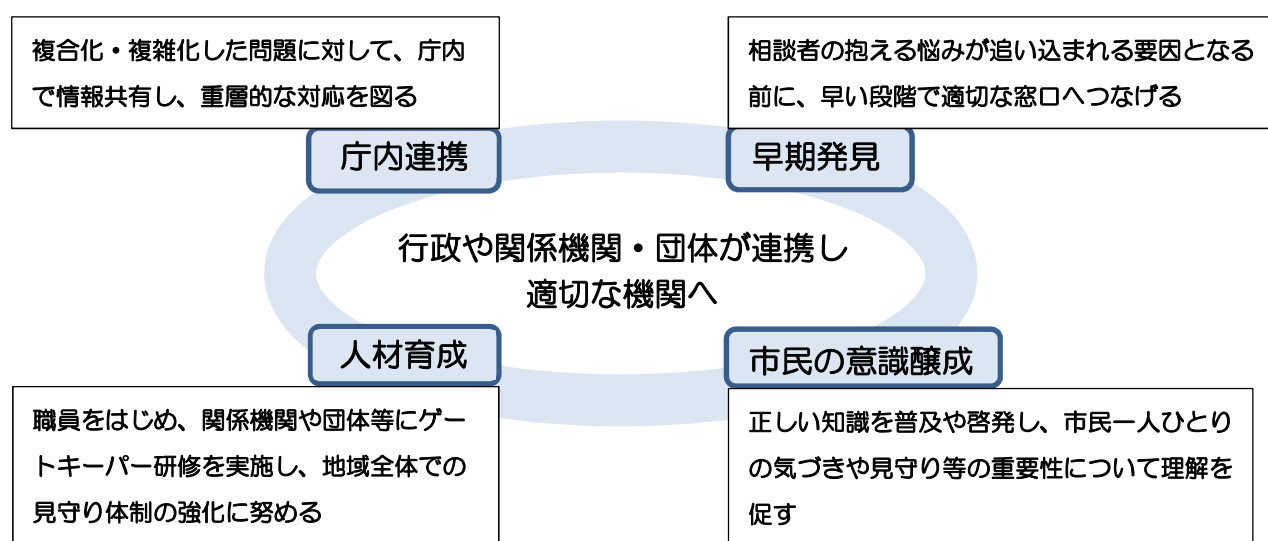 複合化・複雑化した問題に対して、庁内
で情報共有し、重層的な対応を図る
庁内連携
相談者の抱える悩みが追い込まれる要因となる
前に、早い段階で適切な窓口へつなげる
早期発見
行政や関係機関・団体が連携し
適切な機関へ
人材育成
職員をはじめ、関係機関や団体等にゲー
トキーパー研修を実施し、地域全体での
見守り体制の強化に努める
市民の意識醸成
正しい知識を普及や啓発し、市民一人ひとり
の気づきや見守り等の重要性について理解を
促す